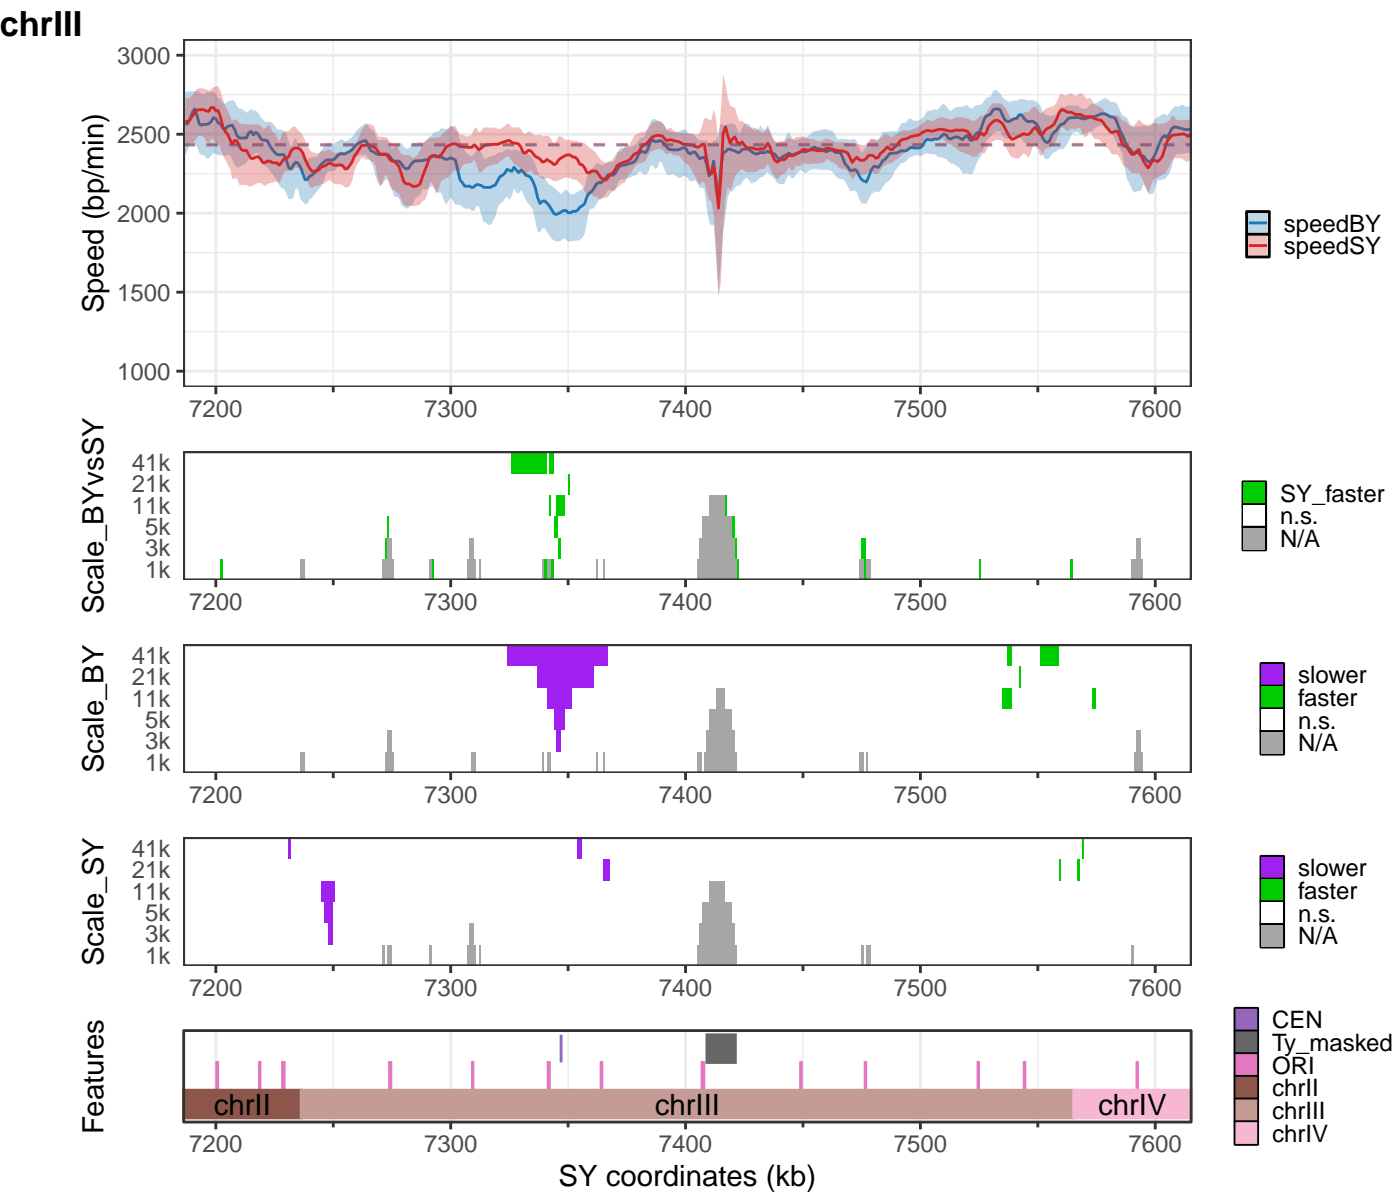 chrIII
Speed (bp/min)
3000
2500
2000
1500
1000
7200 7300 7400 7500 7600
speedBY
speedSY
Scale_BYvsSY
41k
21k
11k
5k
3k
1k
7200 7300 7400 7500 7600
SY_faster
n.s.
N/A
Scale_BY
41k
21k
11k
5k
3k
1k
7200 7300 7400 7500 7600
slower
faster
n.s.
N/A
Scale_SY
41k
21k
11k
5k
3k
1k
7200 7300 7400 7500 7600
slower
faster
n.s.
N/A
Features
chrII chrIII chrIV
7200 7300 7400 7500 7600
SY coordinates (kb)
CEN
Ty_masked
ORI
chrII
chrIII
chrIV